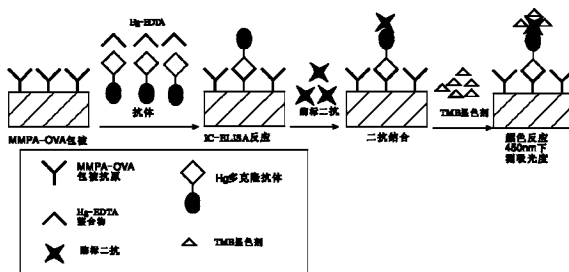 Hg-EDTA
抗体
MMPA-OVA包被
IC-ELISA反应
酶标二抗
二抗结合
TMB显色剂
显色反应
450nm下
测吸光度
MMPA-OVA
包被抗原
Hg多克隆抗体
Hg-EDTA
螯合物
酶标二抗
TMB显色剂